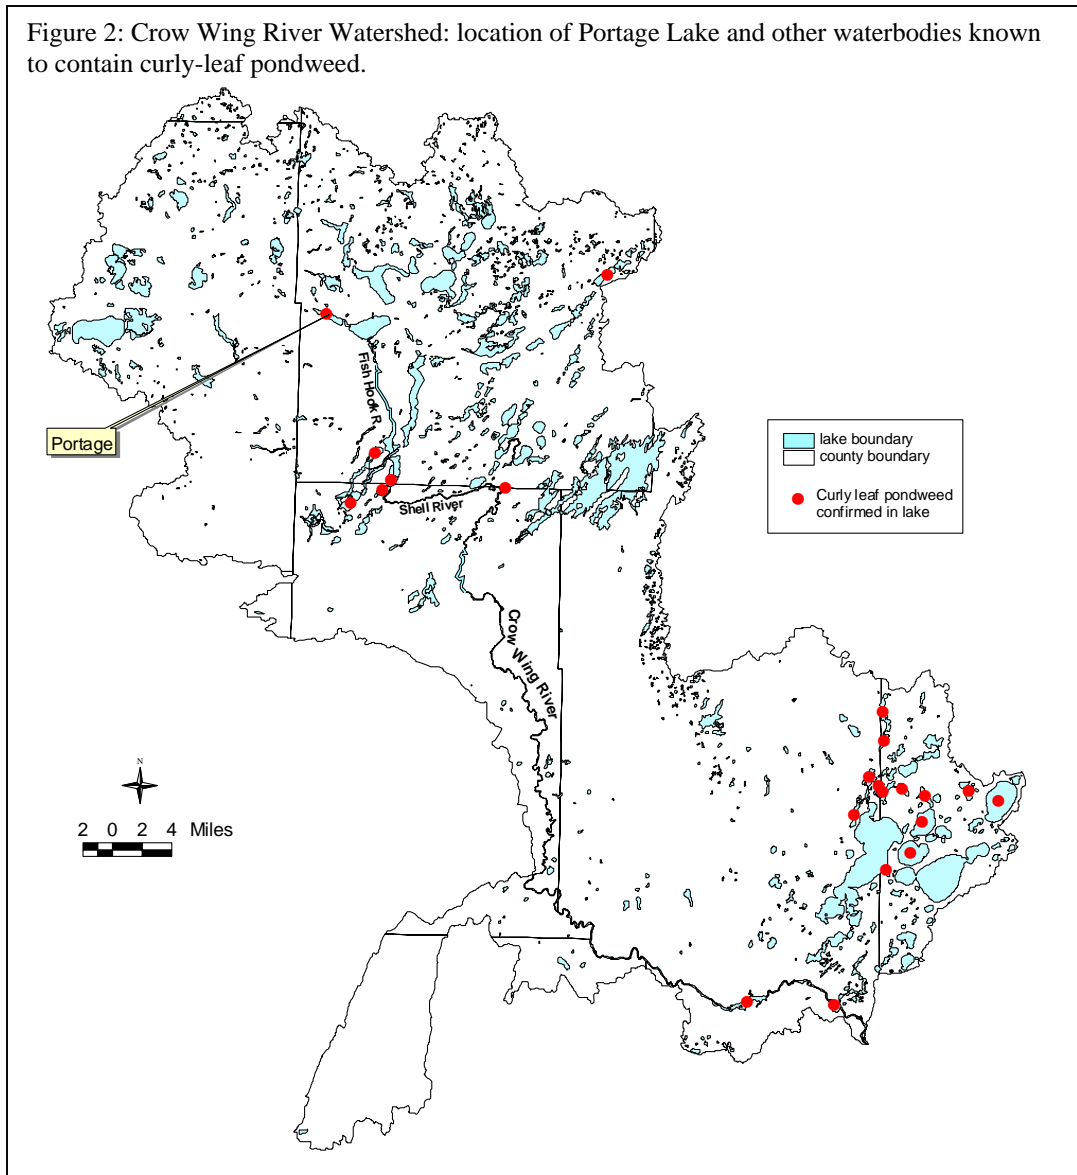 Figure 2: Crow Wing River Watershed: location of Portage Lake and other waterbodies known
to contain curly-leaf pondweed.
Fish Hook R.
Portage
lake boundary
county boundary
Curly leaf pondweed
confirmed in lake
Shell River
Crow Wing River
N
2 0 2 4 Miles